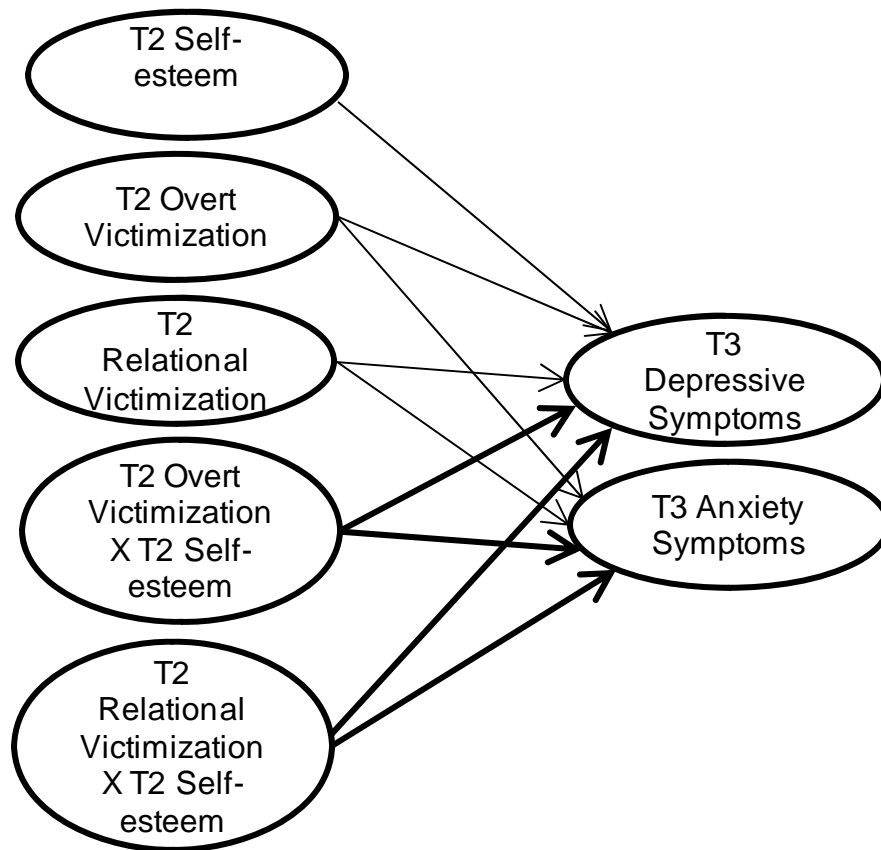 T2 Self-
esteem
T2 Overt
Victimization
T2
Relational
Victimization
T2 Overt
Victimization
X T2 Self-
esteem
T2
Relational
Victimization
X T2 Self-
esteem
T3
Depressive
Symptoms
T3 Anxiety
Symptoms